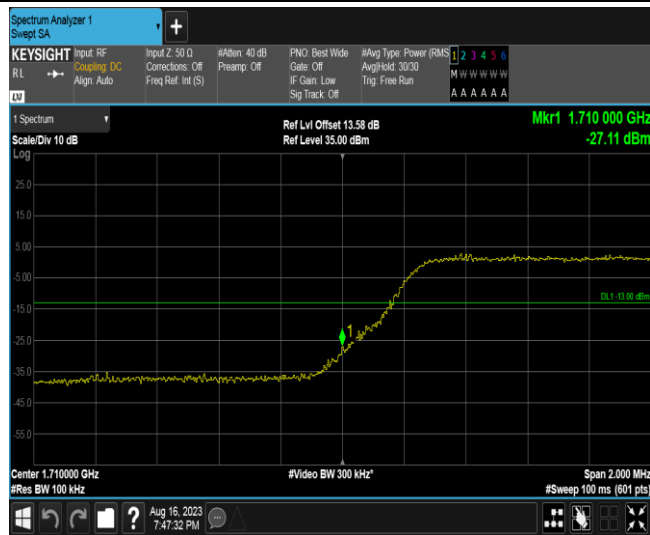 Spectrum Analyzer 1
Swept SA
+
KEYSIGHT
RL
LXI
Input: RF
Coupling: DC
Align: Auto
Input Z: 50 Ω
Corrections: Off
Freq Ref: Int (S)
#Atten: 40 dB
Preamp: Off
PNO: Best Wide
Gate: Off
IF Gain: Low
Sig Track: Off
#Avg Type: Power (RMS
Avg|Hold: 30/30
Trig: Free Run
1 2 3 4 5 6
M W W W W W
A A A A A A
1 Spectrum
Scale/Div 10 dB
Log
Ref Lvl Offset 13.58 dB
Ref Level 35.00 dBm
Mkr1 1.710 000 GHz
-27.11 dBm
25.0
15.0
5.00
-5.00
-15.0
-25.0
-35.0
-45.0
-55.0
DL1 -13.00 dBm
1
Center 1.710000 GHz
#Res BW 100 kHz
#Video BW 300 kHz*
Span 2.000 MHz
#Sweep 100 ms (601 pts)
?
Aug 16, 2023
7:47:32 PM